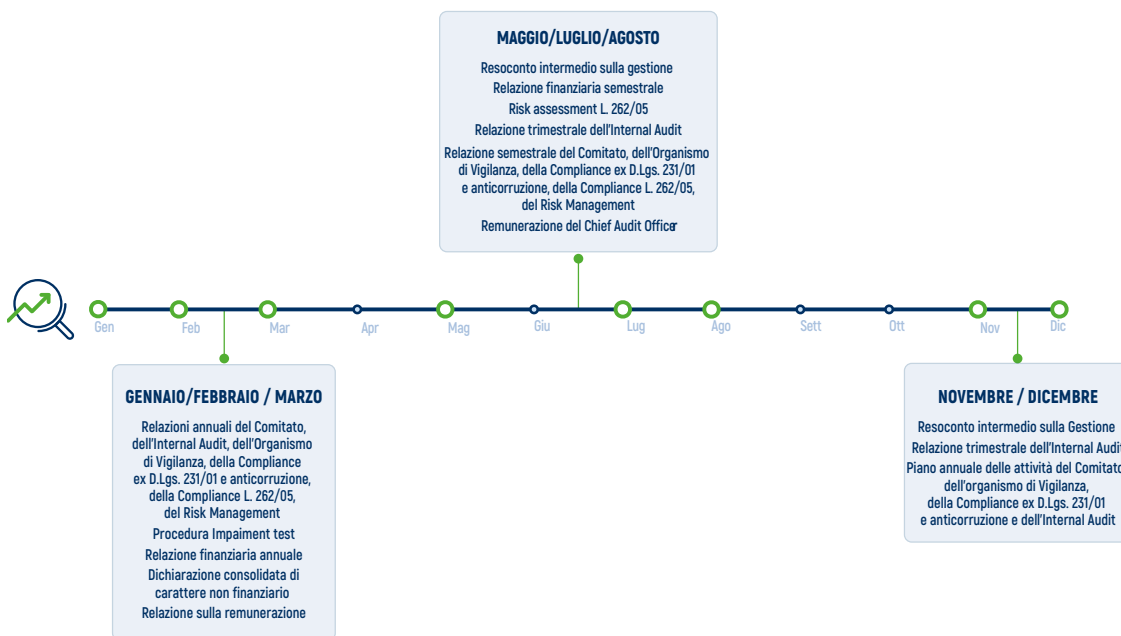 MAGGIO/LUGLIO/AGOSTO
Resoconto intermedio sulla gestione
Relazione finanziaria semestrale
Risk assessment L. 262/05
Relazione trimestrale dell'Internal Audit
Relazione semestrale del Comitato, dell'Organismo
di Vigilanza, della Compliance ex D.Lgs. 231/01
e anticorruzione, della Compliance L. 262/05,
del Risk Management
Remunerazione del Chief Audit Officer
Gen Feb Mar Apr Mag Giu Lug Ago Sett Ott Nov Dic
GENNAIO/FEBBRAIO / MARZO
Relazioni annuali del Comitato,
dell'Internal Audit, dell'Organismo
di Vigilanza, della Compliance
ex D.Lgs. 231/01 e anticorruzione,
della Compliance L. 262/05,
del Risk Management
Procedura Impaiment test
Relazione finanziaria annuale
Dichiarazione consolidata di
carattere non finanziario
Relazione sulla remunerazione
NOVEMBRE / DICEMBRE
Resoconto intermedio sulla Gestione
Relazione trimestrale dell'Internal Audit
Piano annuale delle attività del Comitato,
dell'organismo di Vigilanza,
della Compliance ex D.Lgs. 231/01
e anticorruzione e dell'Internal Audit